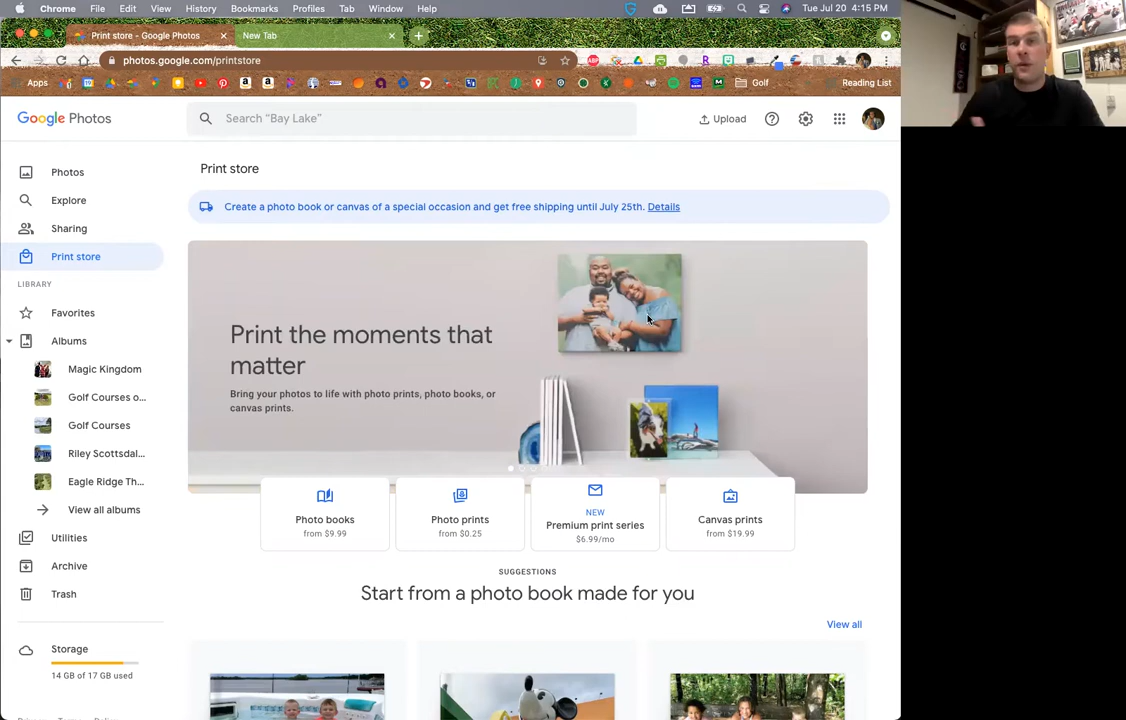 Chrome File Edit View History Bookmarks Profiles Tab Window Help
Tue Jul 20 4:15 PM
Print store - Google Photos
New Tab
photos.google.com/printstore
Apps
Golf
Reading List
Google Photos
Search "Bay Lake"
Upload
Photos
Explore
Sharing
Print store
LIBRARY
Favorites
Albums
Magic Kingdom
Golf Courses o...
Golf Courses
Riley Scottsdal...
Eagle Ridge Th...
View all albums
Utilities
Archive
Trash
Storage
14 GB of 17 GB used
Print store
Create a photo book or canvas of a special occasion and get free shipping until July 25th. Details
Print the moments that
matter
Bring your photos to life with photo prints, photo books, or
canvas prints.
Photo books
from $9.99
Photo prints
from $0.25
NEW
Premium print series
$6.99/mo
Canvas prints
from $19.99
SUGGESTIONS
Start from a photo book made for you
View all